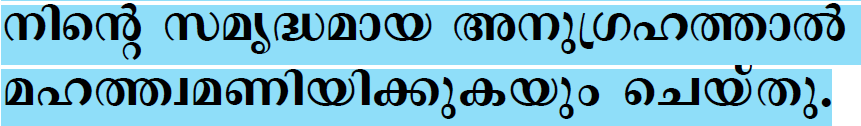 നിന്റെ സമൃദ്ധമായ അനുഗ്രഹത്താൽ
മഹത്ത്വമണിയിക്കുകയും ചെയ്തു.